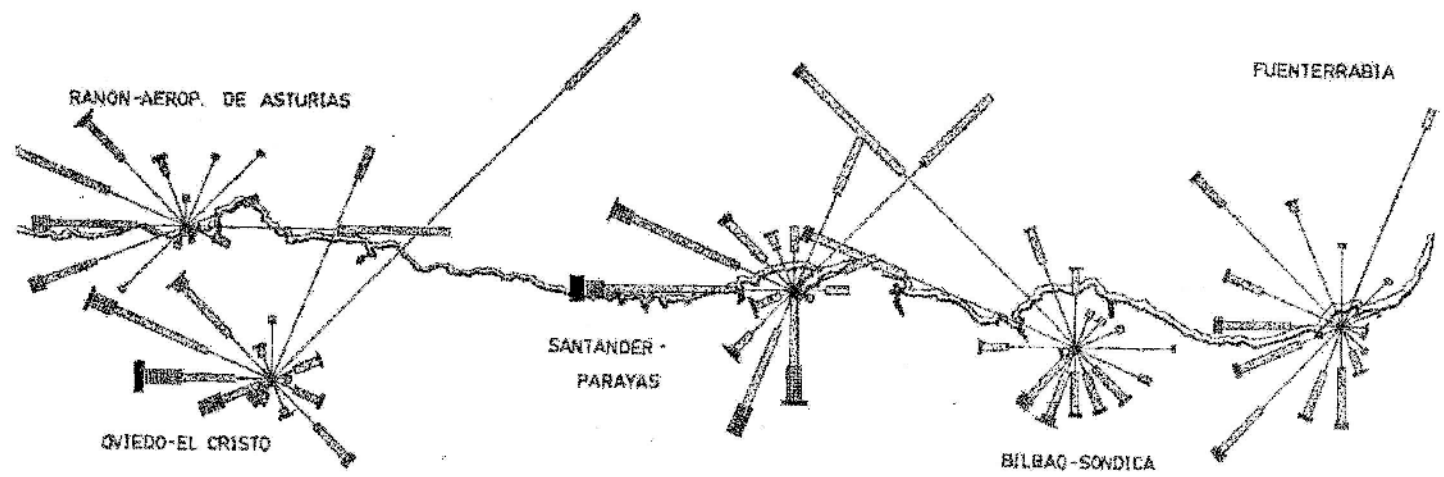 RANON-AEROP. DE ASTURIAS
FUENTERRABIA
SANTANDER-
PARAYAS
OVIEDO-EL CRISTO
BILBAO-SONDICA